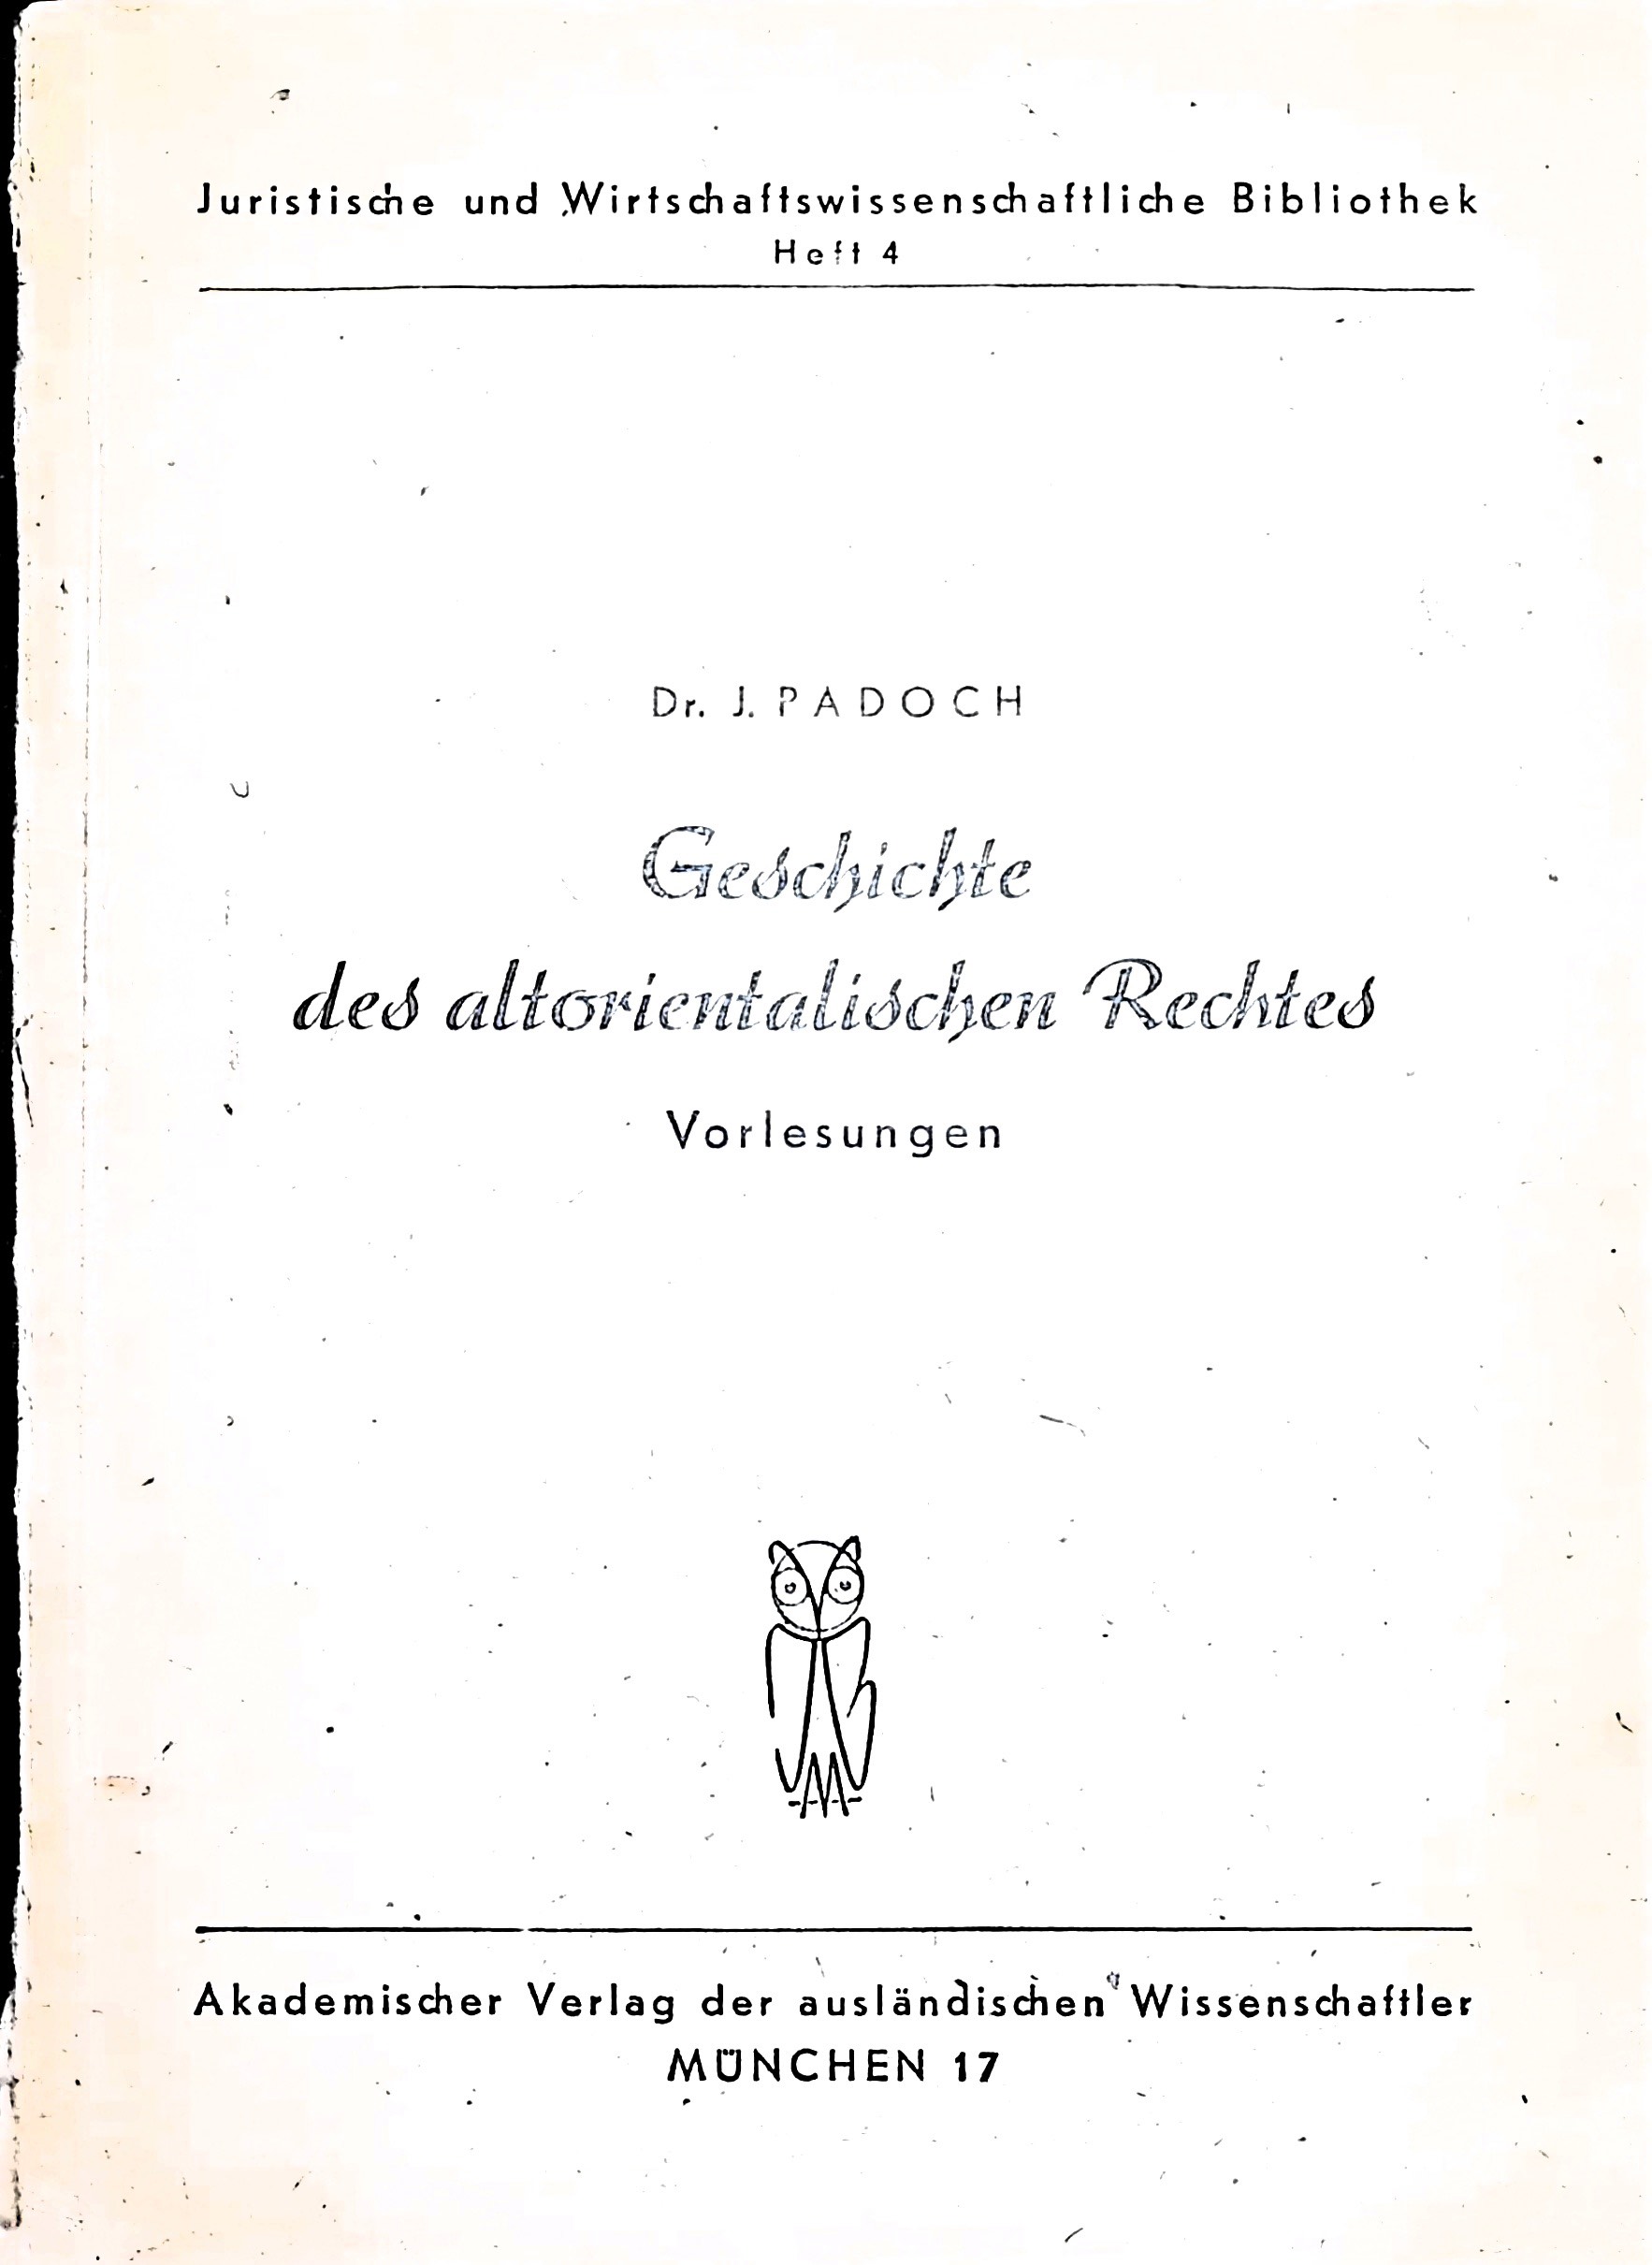 Juristische und Wirtschaftswissenschaftliche Bibliothek
Heft 4
Dr. J. PADOCH
Geschichte
des altorientalischen Rechtes
Vorlesungen
Akademischer Verlag der ausländischen Wissenschaftler
MÜNCHEN 17